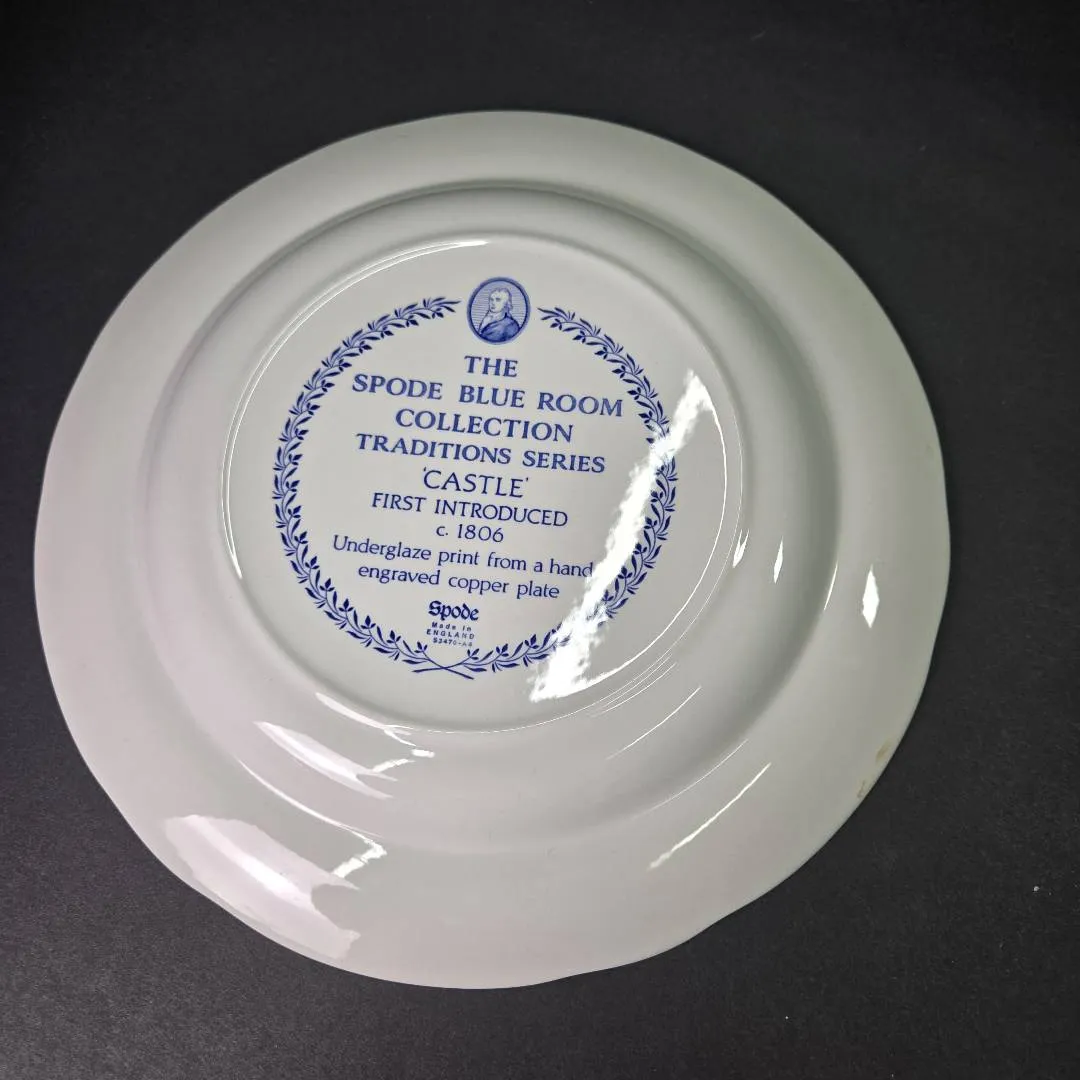 THE
SPODE BLUE ROOM
COLLECTION
TRADITIONS SERIES
'CASTLE'
FIRST INTRODUCED
c. 1806
Underglaze print from a hand
engraved copper plate
Spode
Made in
ENGLAND